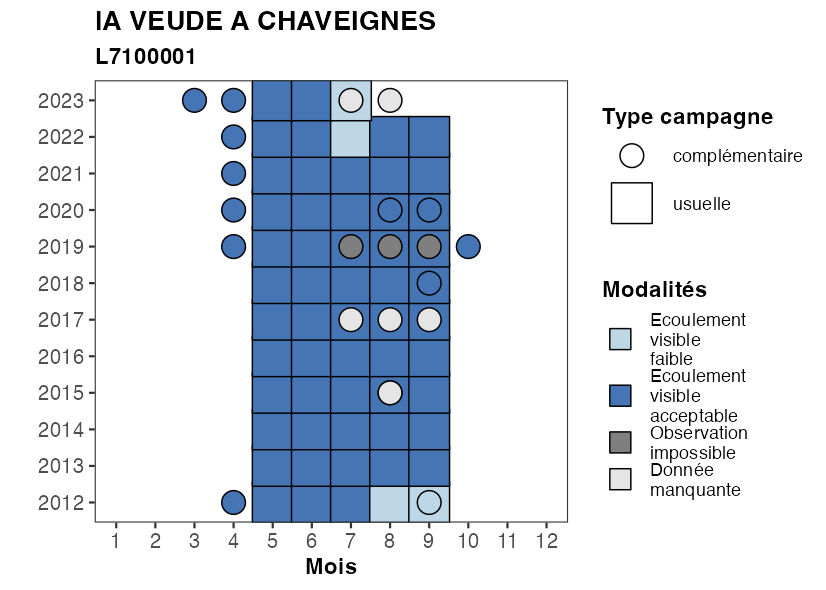 IA VEUDE A CHAVEIGNES
L7100001
2023
2022
2021
2020
2019
2018
2017
2016
2015
2014
2013
2012
1 2 3 4 5 6 7 8 9 10 11 12
Mois
Type campagne
complémentaire
usuelle
Modalités
Ecoulement
visible
faible
Ecoulement
visible
acceptable
Observation
impossible
Donnée
manquante